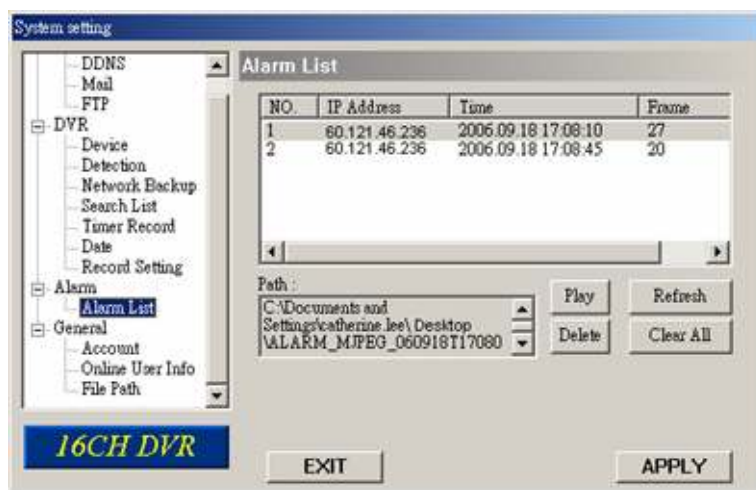 System setting
DDNS
Mail
FTP
DVR
Device
Detection
Network Backup
Search List
Timer Record
Date
Record Setting
Alarm
Alarm List
General
Account
Online User Info
File Path
16CH DVR
Alarm List
NO. IP Address Time Frame
1 60.121.46.236 2006.09.18 17:08:10 27
2 60.121.46.236 2006.09.18 17:08:45 20
Path :
C:\Documents and
Settings\catherine.lee\ Desktop
\ALARM_MJPEG_060918T17080
Play
Refresh
Delete
Clear All
EXIT
APPLY